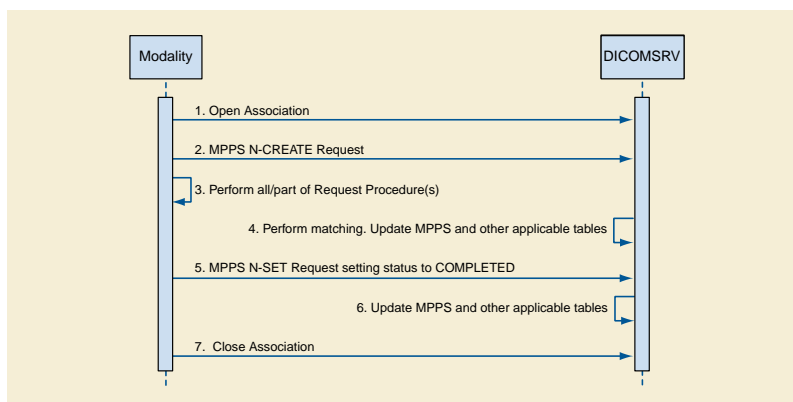 Modality
DICOMSRV
1. Open Association
2. MPPS N-CREATE Request
3. Perform all/part of Request Procedure(s)
4. Perform matching. Update MPPS and other applicable tables
5. MPPS N-SET Request setting status to COMPLETED
6. Update MPPS and other applicable tables
7. Close Association